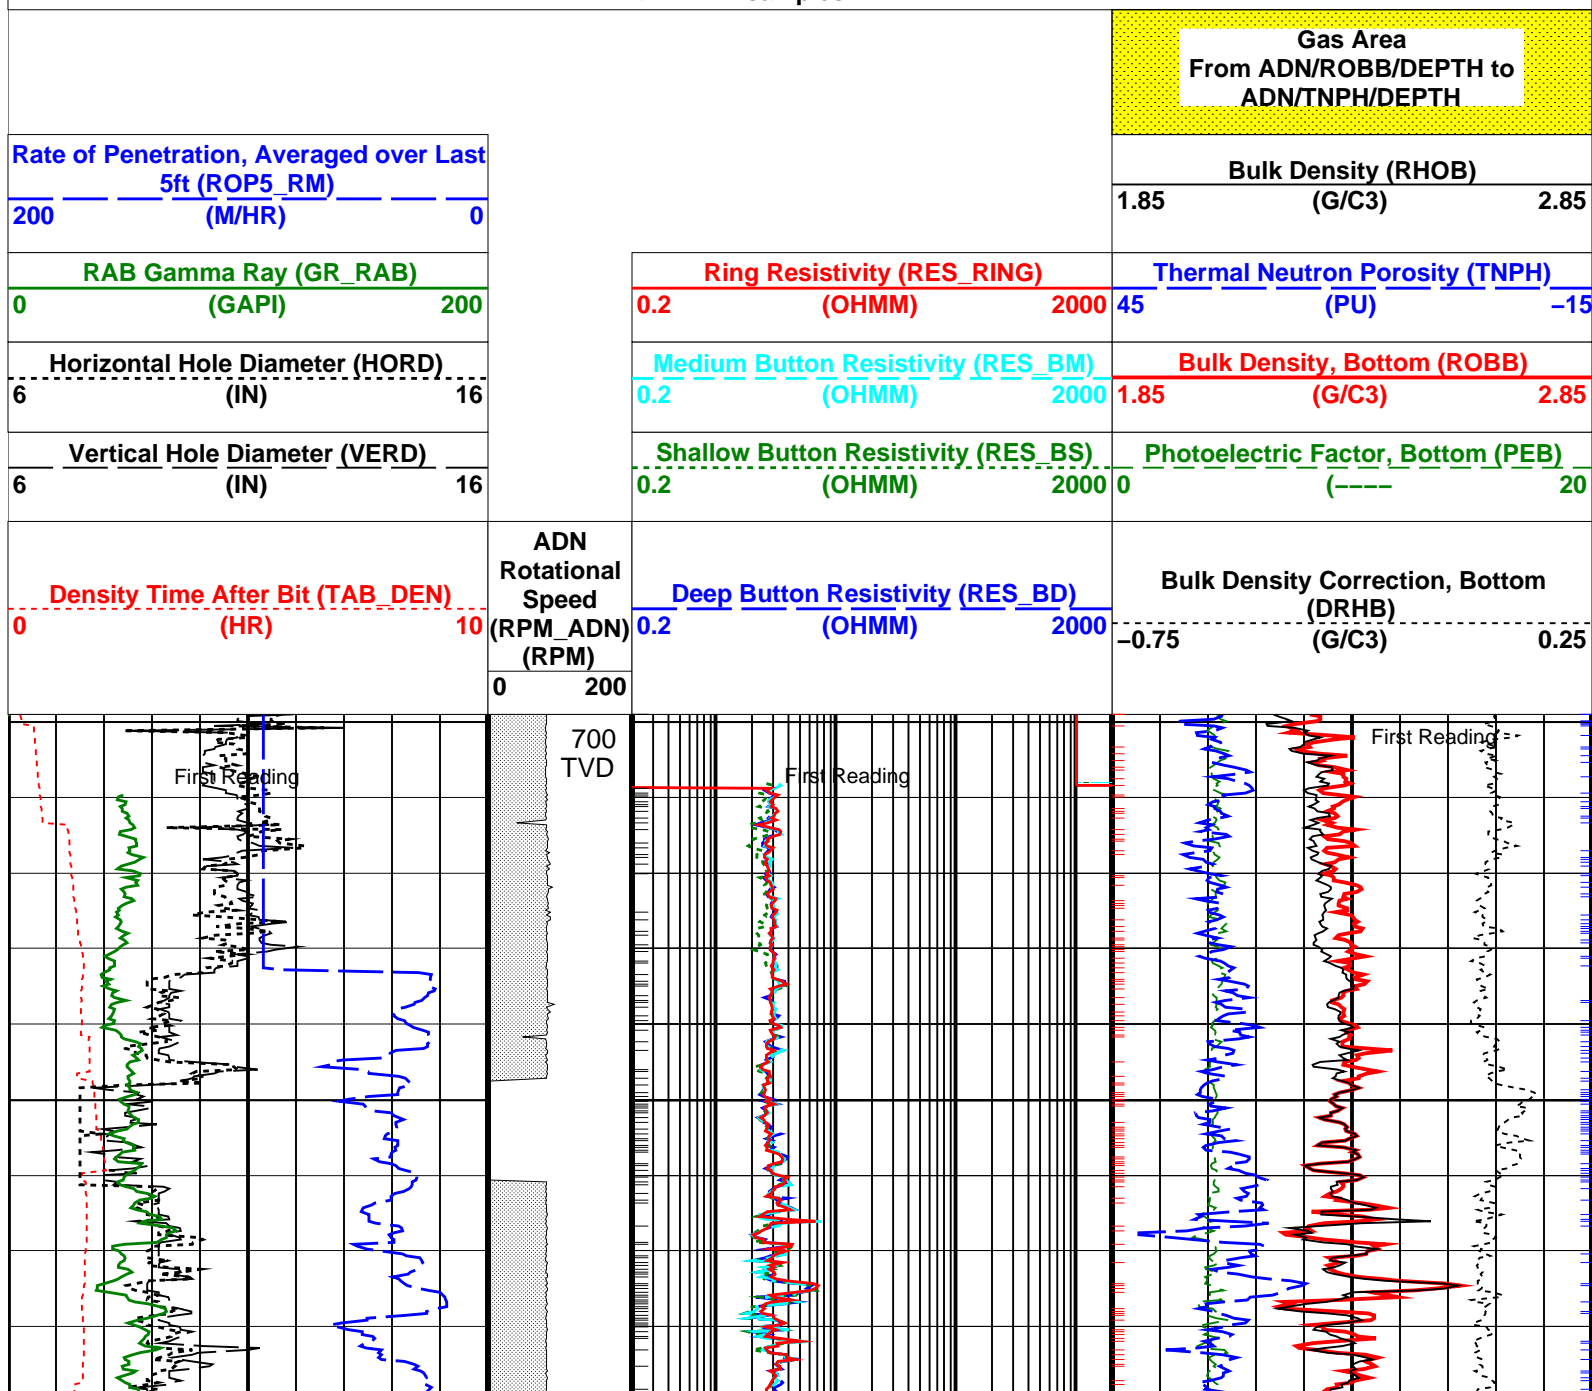 Gas Area
From ADN/ROBB/DEPTH to
ADN/TNPH/DEPTH
Rate of Penetration, Averaged over Last
5ft (ROP5_RM)
200 (M/HR) 0
Bulk Density (RHOB)
1.85 (G/C3) 2.85
RAB Gamma Ray (GR_RAB)
0 (GAPI) 200
Ring Resistivity (RES_RING)
0.2 (OHMM) 2000
Thermal Neutron Porosity (TNPH)
45 (PU) −15
Horizontal Hole Diameter (HORD)
6 (IN) 16
Medium Button Resistivity (RES_BM)
0.2 (OHMM) 2000
Bulk Density, Bottom (ROBB)
1.85 (G/C3) 2.85
Vertical Hole Diameter (VERD)
6 (IN) 16
Shallow Button Resistivity (RES_BS)
0.2 (OHMM) 2000
Photoelectric Factor, Bottom (PEB)
0 (−−−− 20
Density Time After Bit (TAB_DEN)
0 (HR) 10
ADN
Rotational
Speed
(RPM_ADN)
(RPM)
0 200
Deep Button Resistivity (RES_BD)
0.2 (OHMM) 2000
Bulk Density Correction, Bottom
(DRHB)
−0.75 (G/C3) 0.25
700
TVD
First Reading
First Reading
First Reading